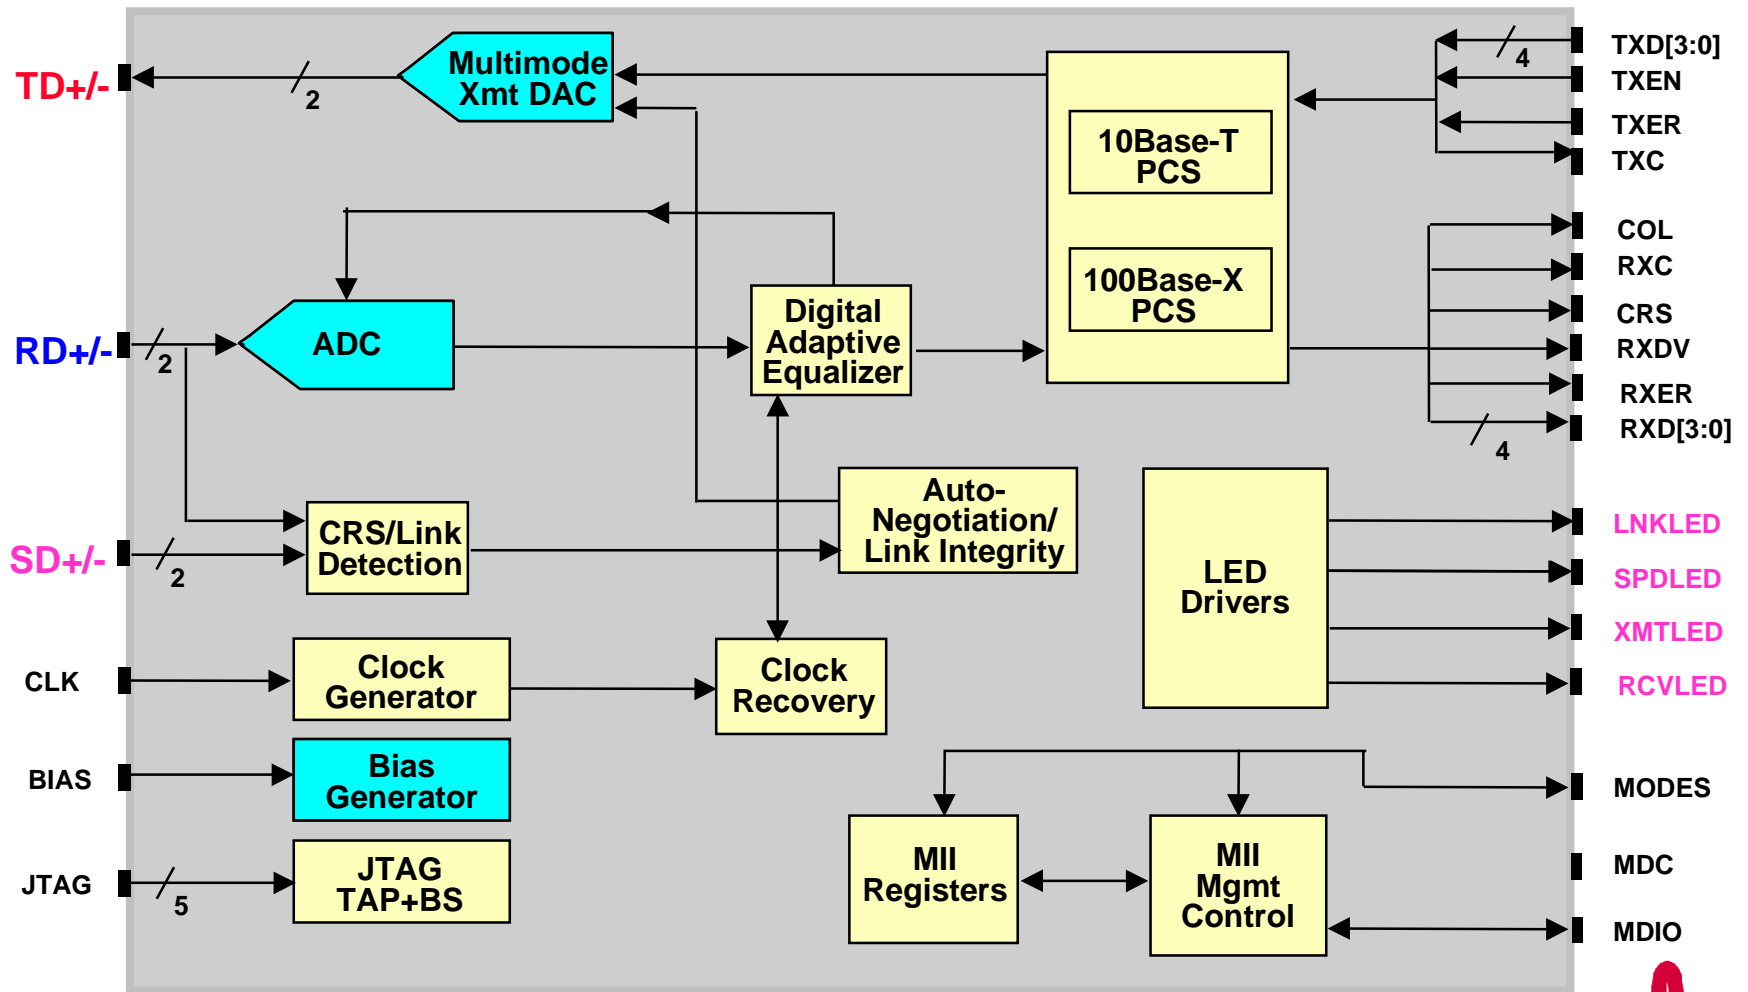 TD+/-
2
Multimode
Xmt DAC
10Base-T
PCS
100Base-X
PCS
4
TXD[3:0]
TXEN
TXER
TXC
COL
RXC
CRS
RXDV
RXER
RXD[3:0]
4
RD+/-
2
ADC
Digital
Adaptive
Equalizer
SD+/-
2
CRS/Link
Detection
Auto-
Negotiation/
Link Integrity
LED
Drivers
LNKLED
SPDLED
XMTLED
RCVLED
CLK
Clock
Generator
Clock
Recovery
BIAS
Bias
Generator
JTAG
5
JTAG
TAP+BS
MII
Registers
MII
Mgmt
Control
MODES
MDC
MDIO